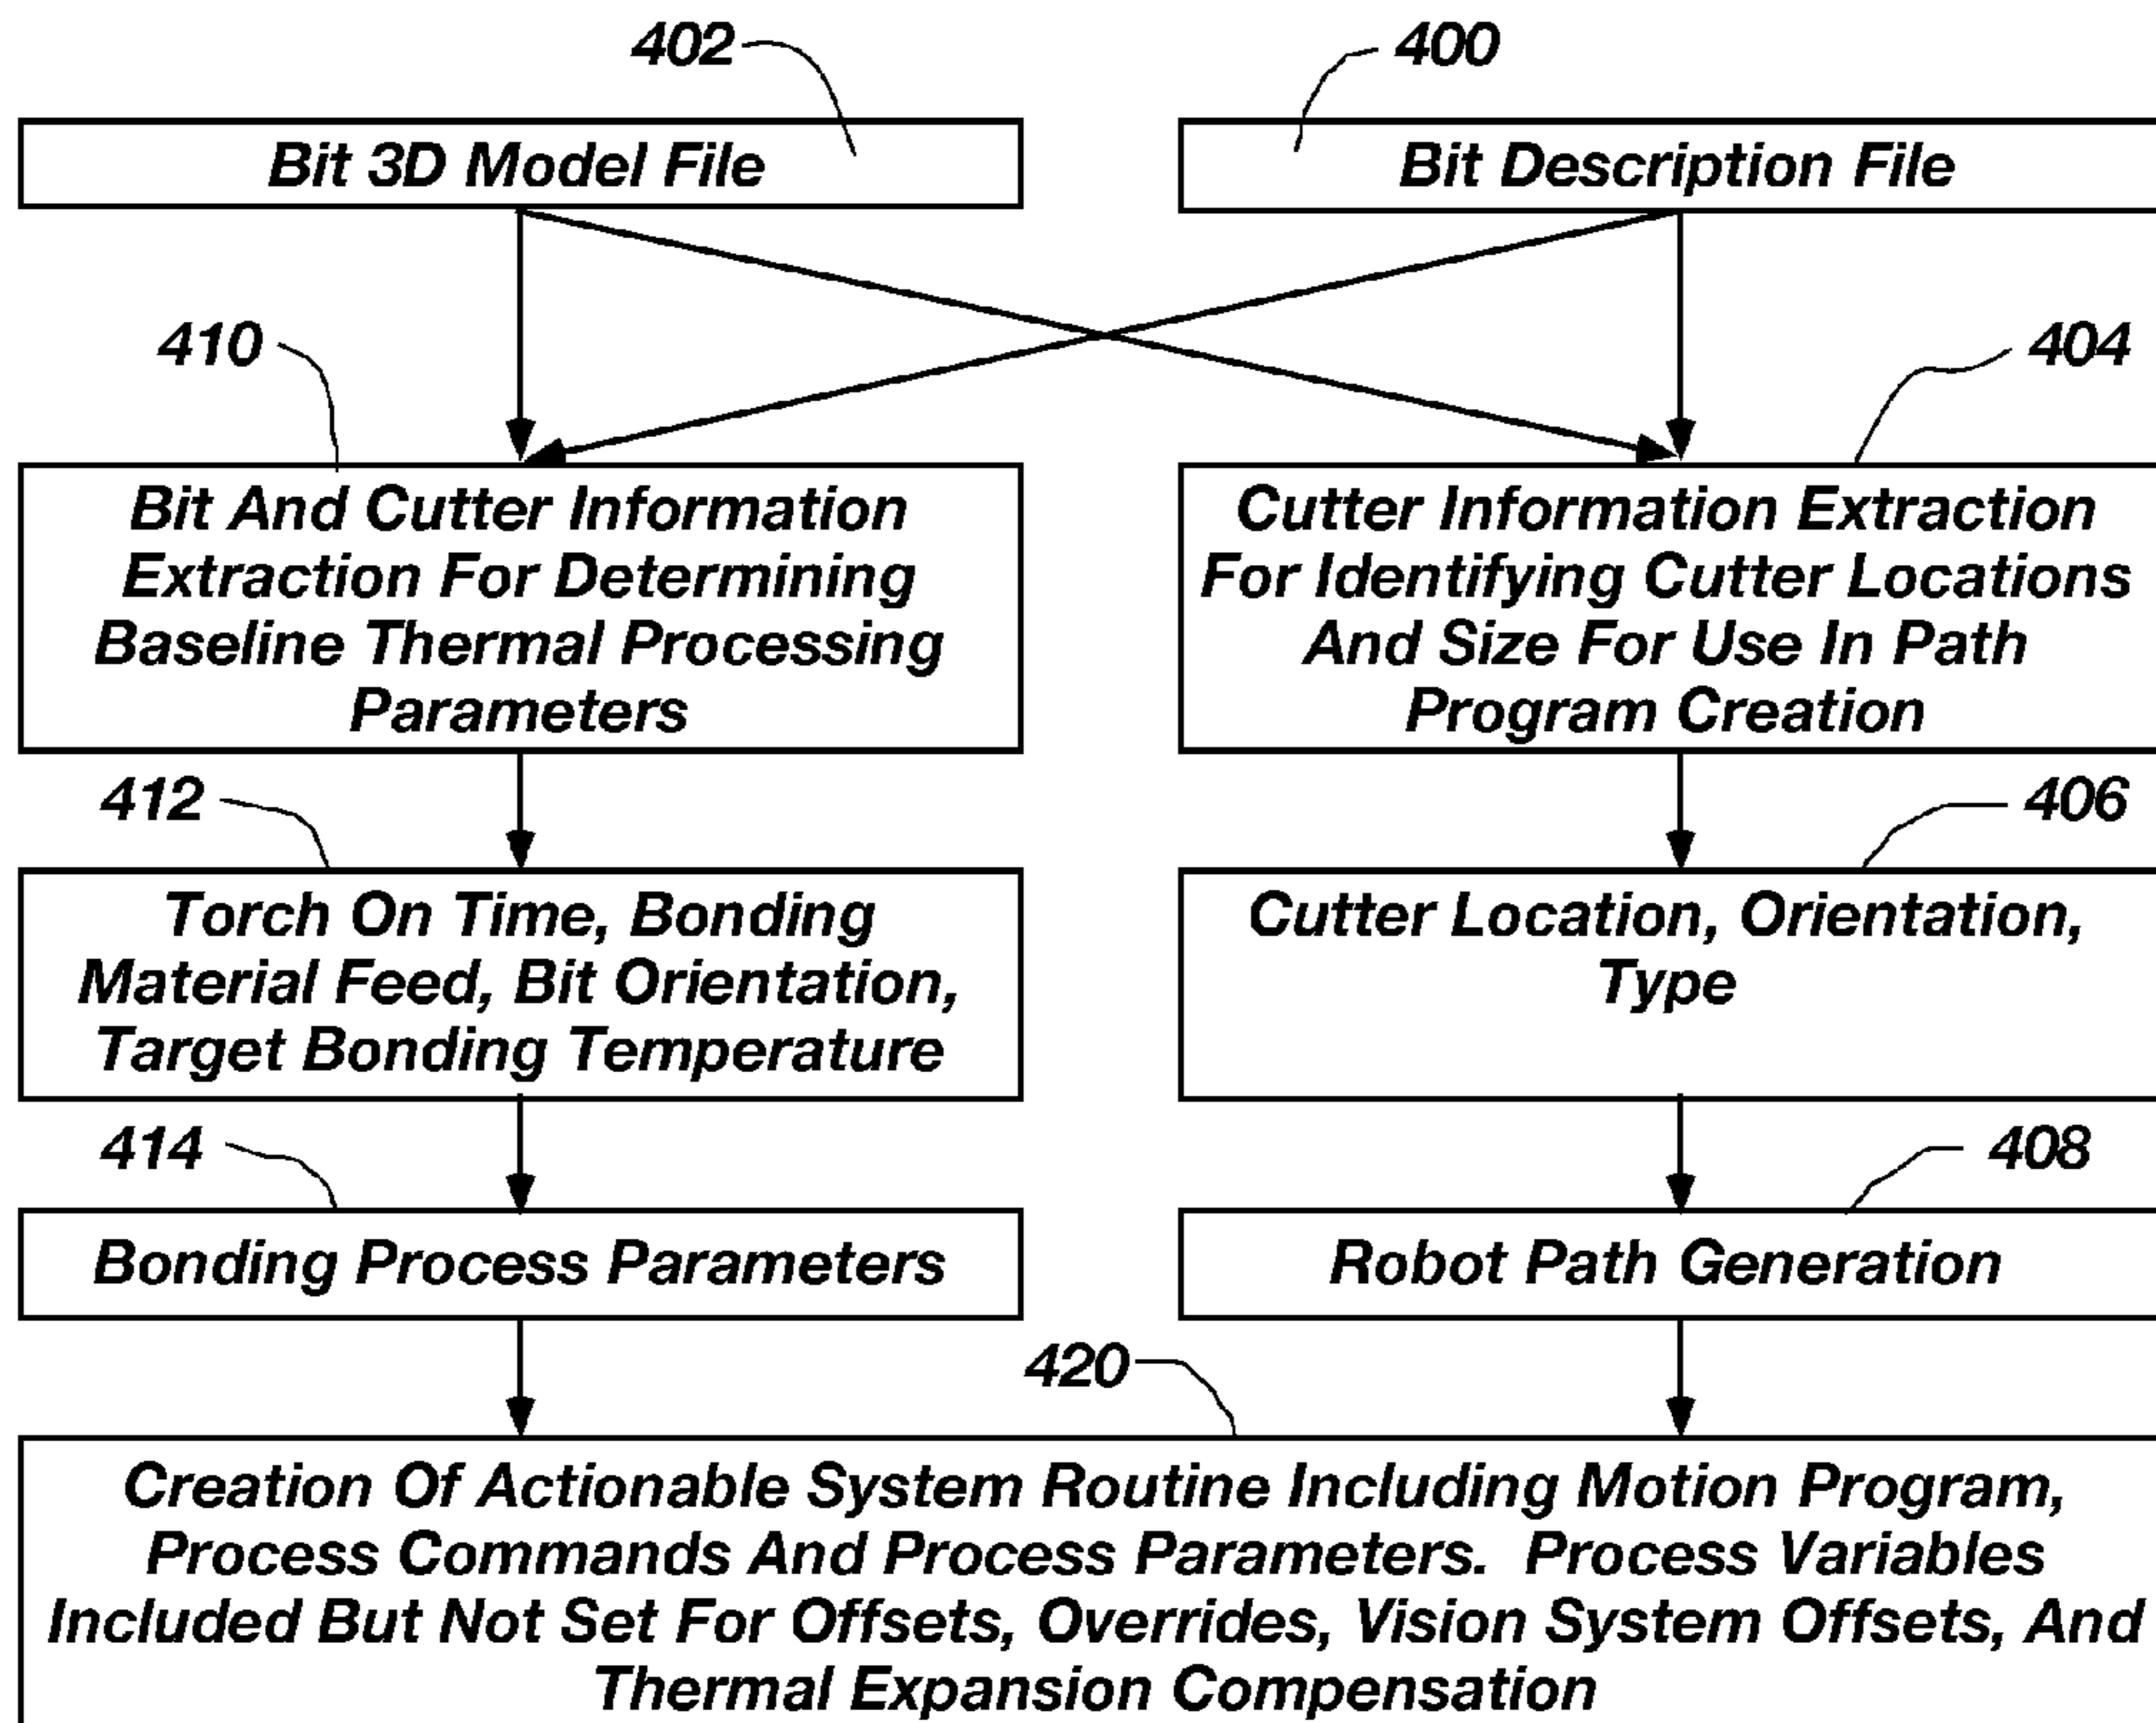 402
400
Bit 3D Model File
Bit Description File
410
404
Bit And Cutter Information
Extraction For Determining
Baseline Thermal Processing
Parameters
Cutter Information Extraction
For Identifying Cutter Locations
And Size For Use In Path
Program Creation
412
406
Torch On Time, Bonding
Material Feed, Bit Orientation,
Target Bonding Temperature
Cutter Location, Orientation,
Type
414
408
Bonding Process Parameters
Robot Path Generation
420
Creation Of Actionable System Routine Including Motion Program,
Process Commands And Process Parameters. Process Variables
Included But Not Set For Offsets, Overrides, Vision System Offsets, And
Thermal Expansion Compensation